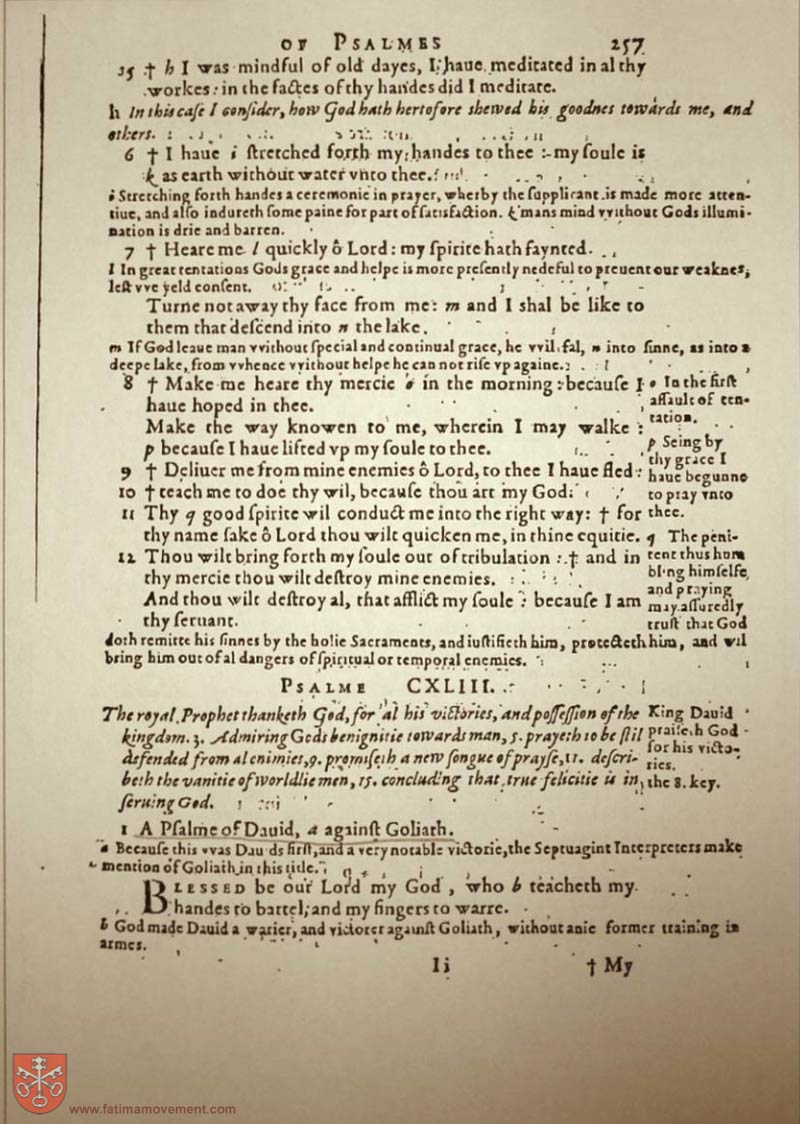 OF PSALMES 257
35 † h I was mindful of old dayes, I haue meditated in al thy
workes: in the factes of thy handes did I meditate.
h In this caſe I conſider, how God hath hertofore shewed his goodnes towards me, and
others.
6 † I haue i ſtretched forth my handes to thee: my ſoule is
k as earth without water vnto thee.
i Stretching forth handes a ceremonie in prayer, wherby the ſupplicant is made more atten-
tiue, and alſo indureth ſome paine for part of ſatisfaction. k mans mind vvithout Gods illumi-
nation is drie and barren.
7 † Heare me l quickly ô Lord: my ſpirite hath faynted.
l In great tentations Gods grace and helpe is more preſently nedeful to preuent our weaknes,
leſt vve yeld conſent.
Turne not away thy face from me: m and I shal be like to
them that deſcend into n the lake.
m If God leaue man vvithout ſpecial and continual grace, he vvil fal, n into ſinne, as into a
deepe lake, from vvhence vvithout helpe he can not riſe vp againe.
8 † Make me heare thy mercie o in the morning: becauſe I
haue hoped in thee.
Make the way knowen to me, wherein I may walke:
p becauſe I haue lifted vp my ſoule to thee.
9 † Deliuer me from mine enemies ô Lord, to thee I haue fled:
10 † teach me to doe thy wil, becauſe thou art my God:
11 Thy q good ſpirite wil conduct me into the right way: † for
thy name ſake ô Lord thou wilt quicken me, in thine equitie.
12 Thou wilt bring forth my ſoule out of tribulation: † and in
thy mercie thou wilt deſtroy mine enemies.
And thou wilt deſtroy al, that afflict my ſoule: becauſe I am
thy ſeruant.
o In the firſt
aſſault of ten-
tation.
p Seing by
thy grace I
haue begunne
to pray vnto
thee.
q The peni-
tent thus hum
bling himſelfe,
and praying
may aſſuredly
truſt that God
doth remitte his ſinnes by the holie Sacraments, and iuſtifieth him, protecteth him, and wil
bring him out of al dangers of ſpiritual or temporal enemies.
PSALME CXLIII.
The royal Prophet thanketh God, for al his victories, and poſſeſſion of the
kingdom. 3. Admiring Gods benignitie towards man, 5. prayeth to be ſtil
defended from al enimies, 9. promiſeth a new ſongue of prayſe, 11. deſcri-
beth the vanitie of worldlie men, 15. concluding that true felicitie is in
ſeruing God.
King Dauid
praiſeth God
for his victo-
ries.
the 8. key.
1 A Pſalme of Dauid, a againſt Goliath.
a Becauſe this vvas Dauids firſt, and a very notable victorie, the Septuagint Interpreters make
mention of Goliath in this title.
BLESSED be our Lord my God, who b teacheth my
handes to battel, and my fingers to warre.
b God made Dauid a warier, and victorer againſt Goliath, without anie former training in
armes.
Ii † My
www.fatimamovement.com